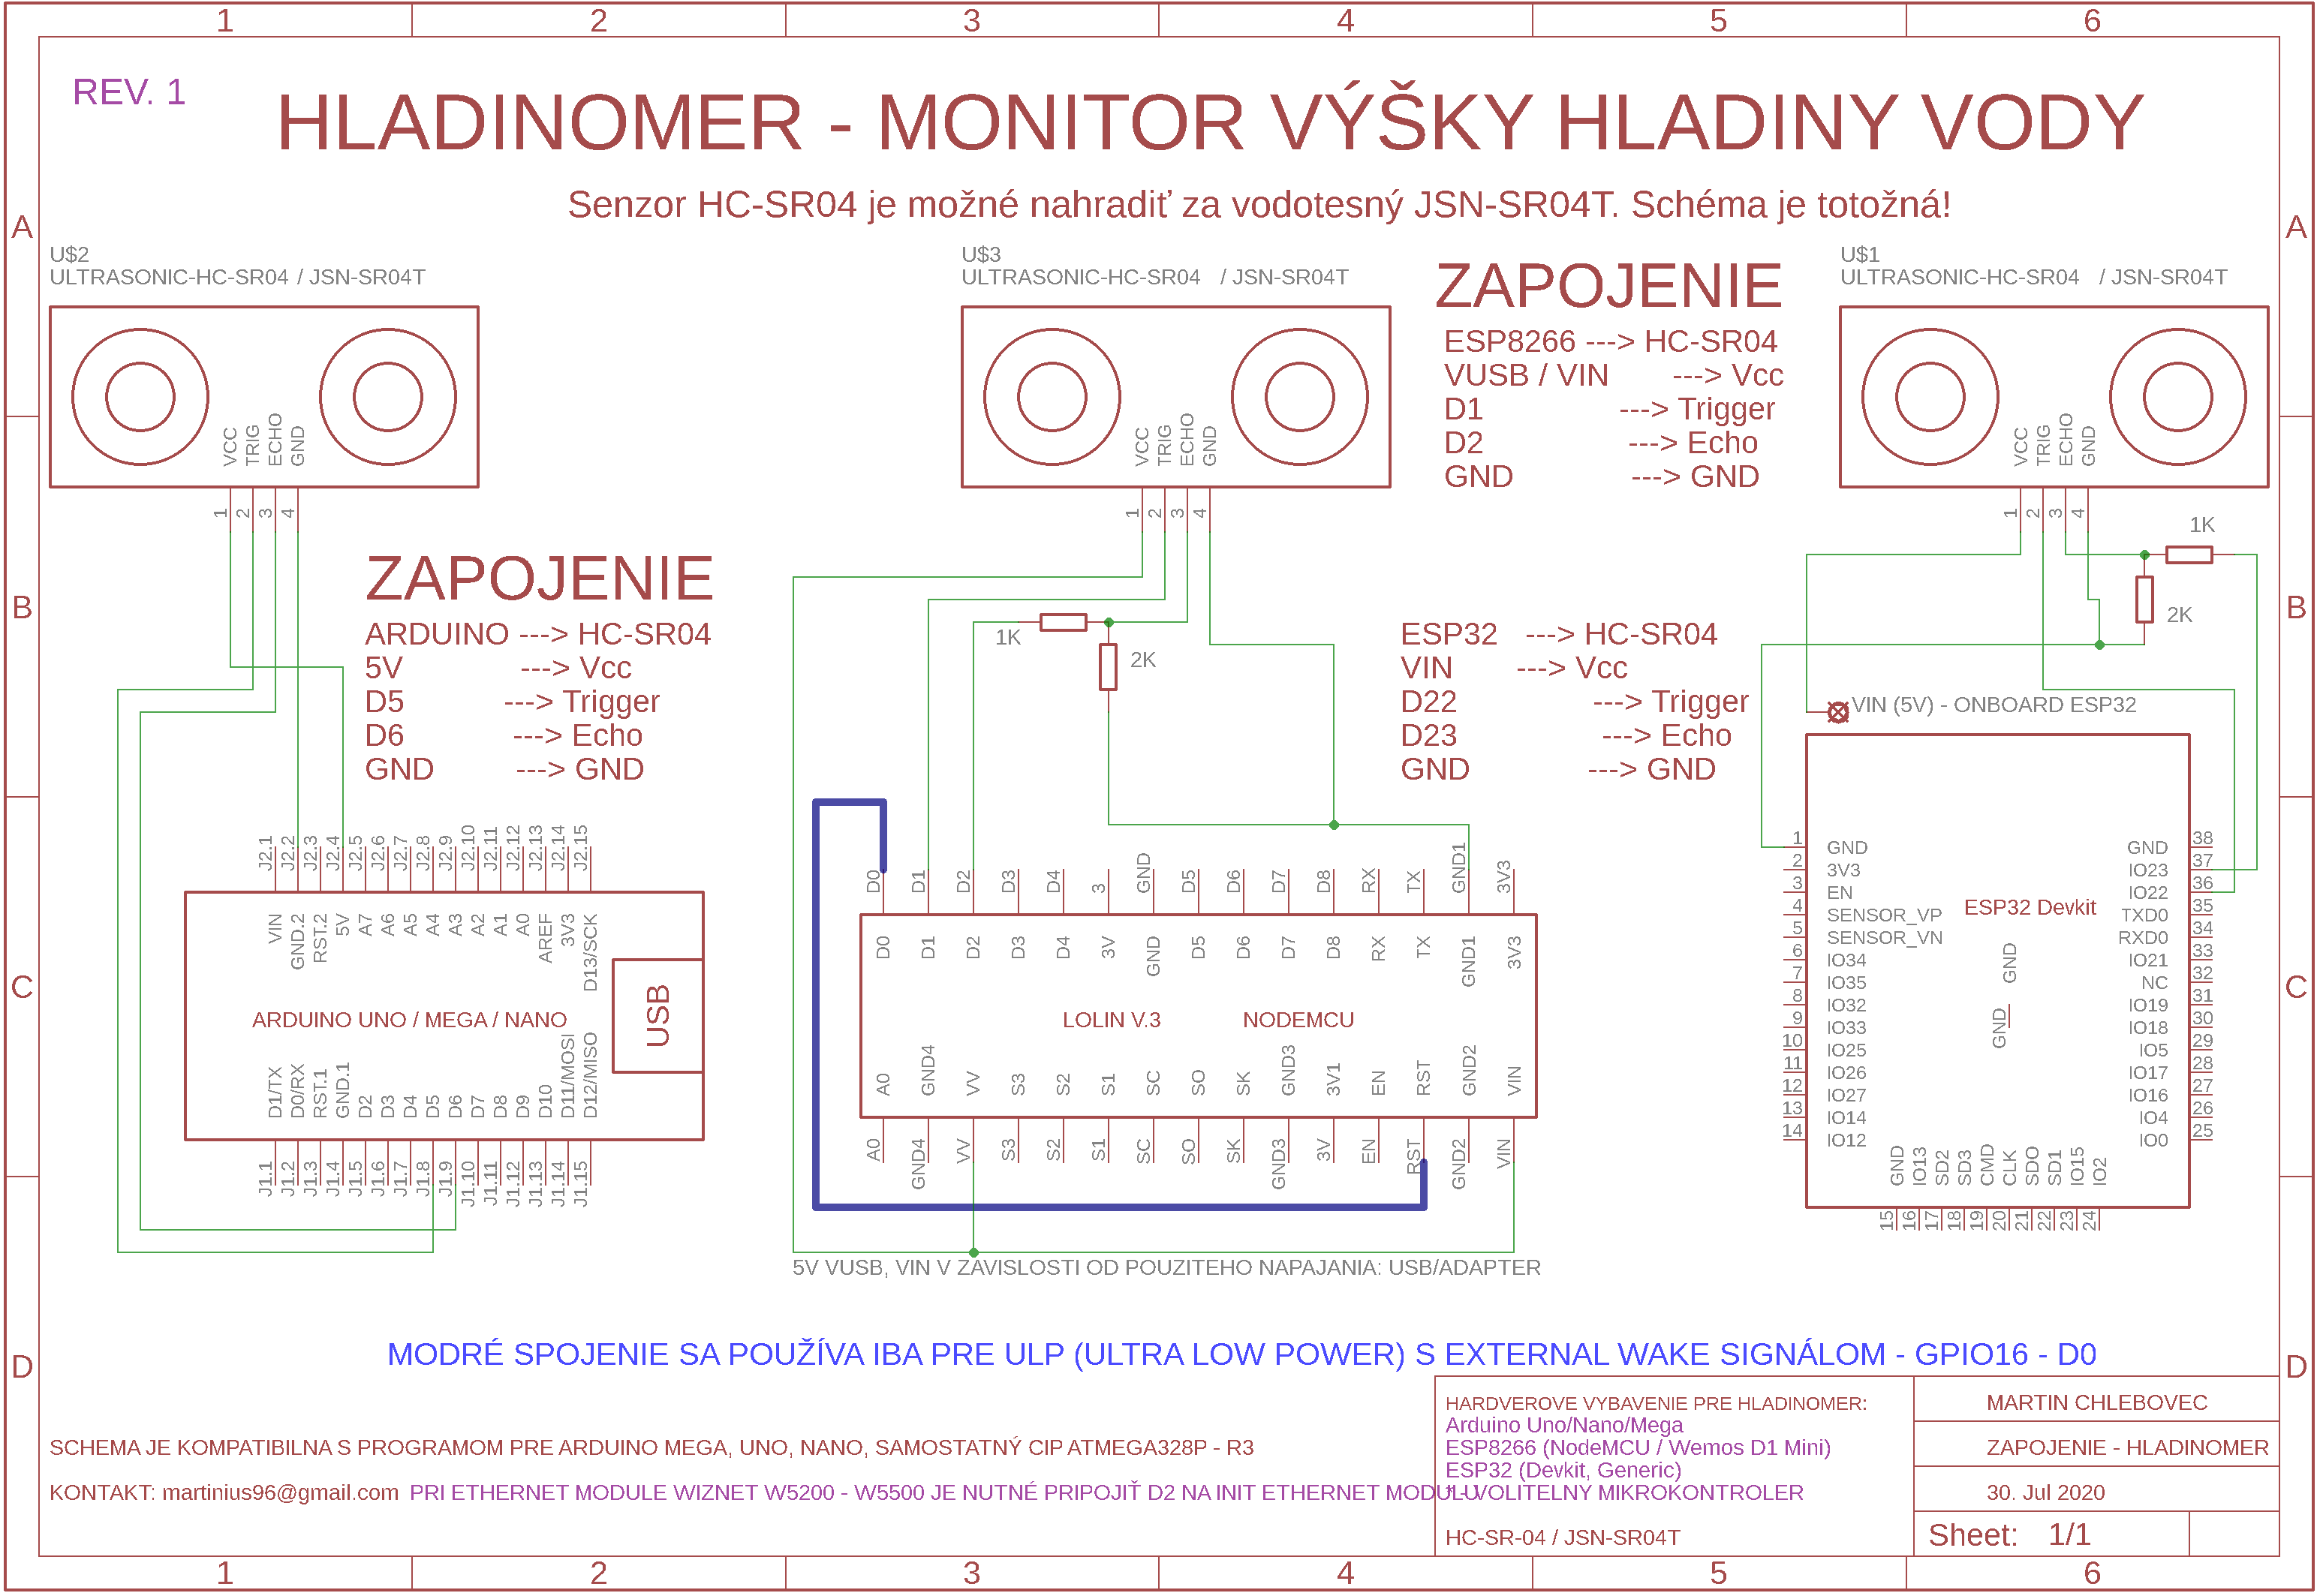 1 2 3 4 5 6
REV. 1
HLADINOMER - MONITOR VÝŠKY HLADINY VODY
Senzor HC-SR04 je možné nahradiť za vodotesný JSN-SR04T. Schéma je totožná!
A
A
U$2
ULTRASONIC-HC-SR04 / JSN-SR04T
VCC
TRIG
ECHO
GND
1
2
3
4
U$3
ULTRASONIC-HC-SR04 / JSN-SR04T
VCC
TRIG
ECHO
GND
1
2
3
4
ZAPOJENIE
ESP8266 ---> HC-SR04
VUSB / VIN ---> Vcc
D1 ---> Trigger
D2 ---> Echo
GND ---> GND
U$1
ULTRASONIC-HC-SR04 / JSN-SR04T
VCC
TRIG
ECHO
GND
1
2
3
4
1K
2K
B
B
ZAPOJENIE
ARDUINO ---> HC-SR04
5V ---> Vcc
D5 ---> Trigger
D6 ---> Echo
GND ---> GND
1K
2K
ESP32 ---> HC-SR04
VIN ---> Vcc
D22 ---> Trigger
D23 ---> Echo
GND ---> GND
VIN (5V) - ONBOARD ESP32
C
C
J2.1 J2.2 J2.3 J2.4 J2.5 J2.6 J2.7 J2.8 J2.9 J2.10 J2.11 J2.12 J2.13 J2.14 J2.15
VIN GND.2 RST.2 5V A7 A6 A5 A4 A3 A2 A1 A0 AREF 3V3 D13/SCK
ARDUINO UNO / MEGA / NANO
USB
D1/TX D0/RX RST.1 GND.1 D2 D3 D4 D5 D6 D7 D8 D9 D10 D11/MOSI D12/MISO
J1.1 J1.2 J1.3 J1.4 J1.5 J1.6 J1.7 J1.8 J1.9 J1.10 J1.11 J1.12 J1.13 J1.14 J1.15
D0 D1 D2 D3 D4 3 GND D5 D6 D7 D8 RX TX GND1 3V3
D0 D1 D2 D3 D4 3V GND D5 D6 D7 D8 RX TX GND1 3V3
LOLIN V.3 NODEMCU
A0 GND4 VV S3 S2 S1 SC SO SK GND3 3V1 EN RST GND2 VIN
A0 GND4 VV S3 S2 S1 SC SO SK GND3 3V EN RST GND2 VIN
5V VUSB, VIN V ZAVISLOSTI OD POUZITEHO NAPAJANIA: USB/ADAPTER
1 GND GND 38
2 3V3 IO23 37
3 EN IO22 36
4 SENSOR_VP ESP32 Devkit TXD0 35
5 SENSOR_VN RXD0 34
6 IO34 GND IO21 33
7 IO35 NC 32
8 IO32 IO19 31
9 IO33 GND IO18 30
10 IO25 IO5 29
11 IO26 IO17 28
12 IO27 IO16 27
13 IO14 IO4 26
14 IO12 IO0 25
GND IO13 SD2 SD3 CMD CLK SDO SD1 IO15 IO2
15 16 17 18 19 20 21 22 23 24
D
D
MODRÉ SPOJENIE SA POUŽÍVA IBA PRE ULP (ULTRA LOW POWER) S EXTERNAL WAKE SIGNÁLOM - GPIO16 - D0
SCHEMA JE KOMPATIBILNA S PROGRAMOM PRE ARDUINO MEGA, UNO, NANO, SAMOSTATNÝ CIP ATMEGA328P - R3
KONTAKT: martinius96@gmail.com PRI ETHERNET MODULE WIZNET W5200 - W5500 JE NUTNÉ PRIPOJIŤ D2 NA INIT ETHERNET MODULU
HARDVEROVE VYBAVENIE PRE HLADINOMER:
Arduino Uno/Nano/Mega
ESP8266 (NodeMCU / Wemos D1 Mini)
ESP32 (Devkit, Generic)
* - VOLITELNY MIKROKONTROLER
HC-SR-04 / JSN-SR04T
MARTIN CHLEBOVEC
ZAPOJENIE - HLADINOMER
30. Jul 2020
Sheet: 1/1
1 2 3 4 5 6